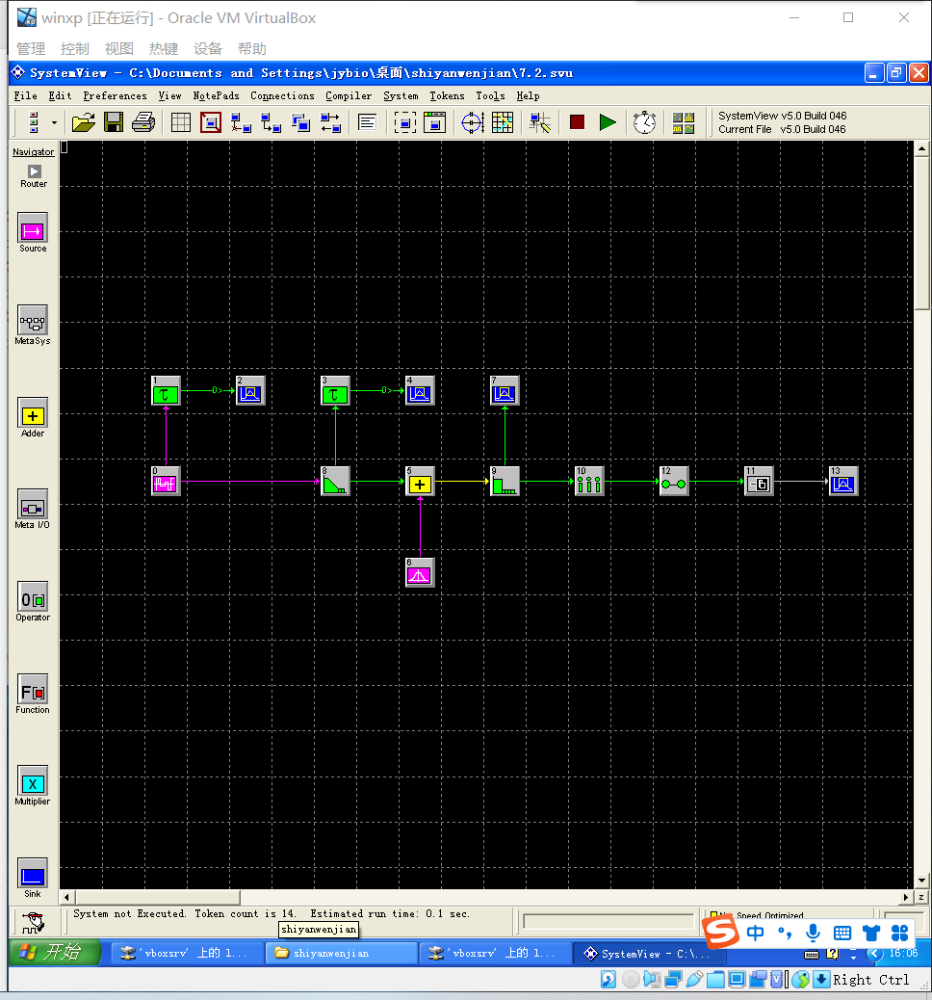 winxp [正在运行] - Oracle VM VirtualBox
管理 控制 视图 热键 设备 帮助
SystemView - C:\Documents and Settings\jybio\桌面\shiyanwenjian\7.2.svu
File Edit Preferences View NotePads Connections Compiler System Tokens Tools Help
SystemView v5.0 Build 046
Current File v5.0 Build 046
Navigator
Router
Source
MetaSys
Adder
Meta I/O
Operator
Function
Multiplier
Sink
1 2 3 4 7
τ 0> τ 0>
0 8 5 9 10 12 11 13
6
System not Executed. Token count is 14. Estimated run time: 0.1 sec.
Speed Optimized
shiyanwenjian
中
开始 'vboxsrv' 上的 l... shiyanwenjian 'vboxsrv' 上的 l... SystemView - C:\... 16:06
Right Ctrl